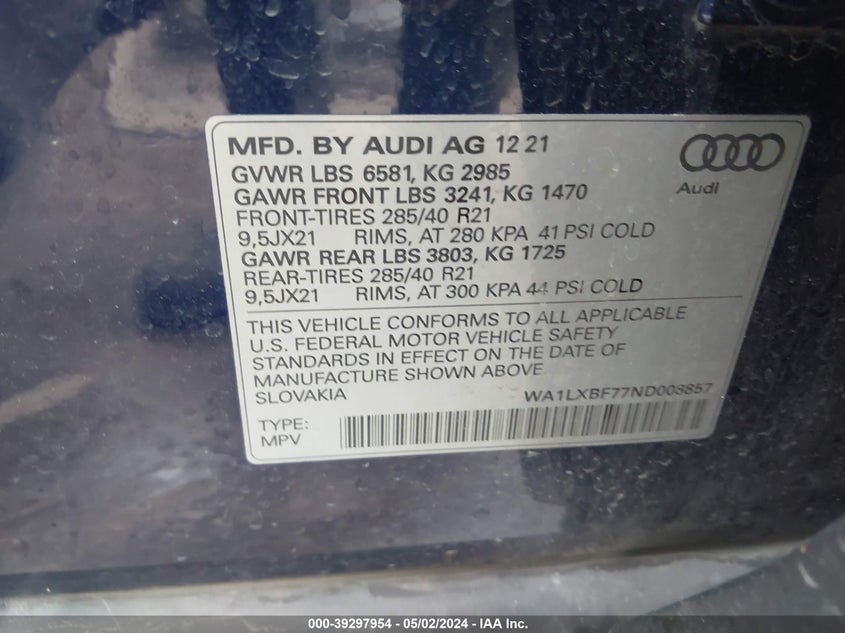 MFD. BY AUDI AG 12 21
GVWR LBS 6581, KG 2985
GAWR FRONT LBS 3241, KG 1470
FRONT-TIRES 285/40 R21
9,5JX21 RIMS, AT 280 KPA 41 PSI COLD
GAWR REAR LBS 3803, KG 1725
REAR-TIRES 285/40 R21
9,5JX21 RIMS, AT 300 KPA 44 PSI COLD
Audi
THIS VEHICLE CONFORMS TO ALL APPLICABLE
U.S. FEDERAL MOTOR VEHICLE SAFETY
STANDARDS IN EFFECT ON THE DATE OF
MANUFACTURE SHOWN ABOVE
SLOVAKIA WA1LXBF77ND008857
TYPE:
MPV
000-39297954 - 05/02/2024 - IAA Inc.